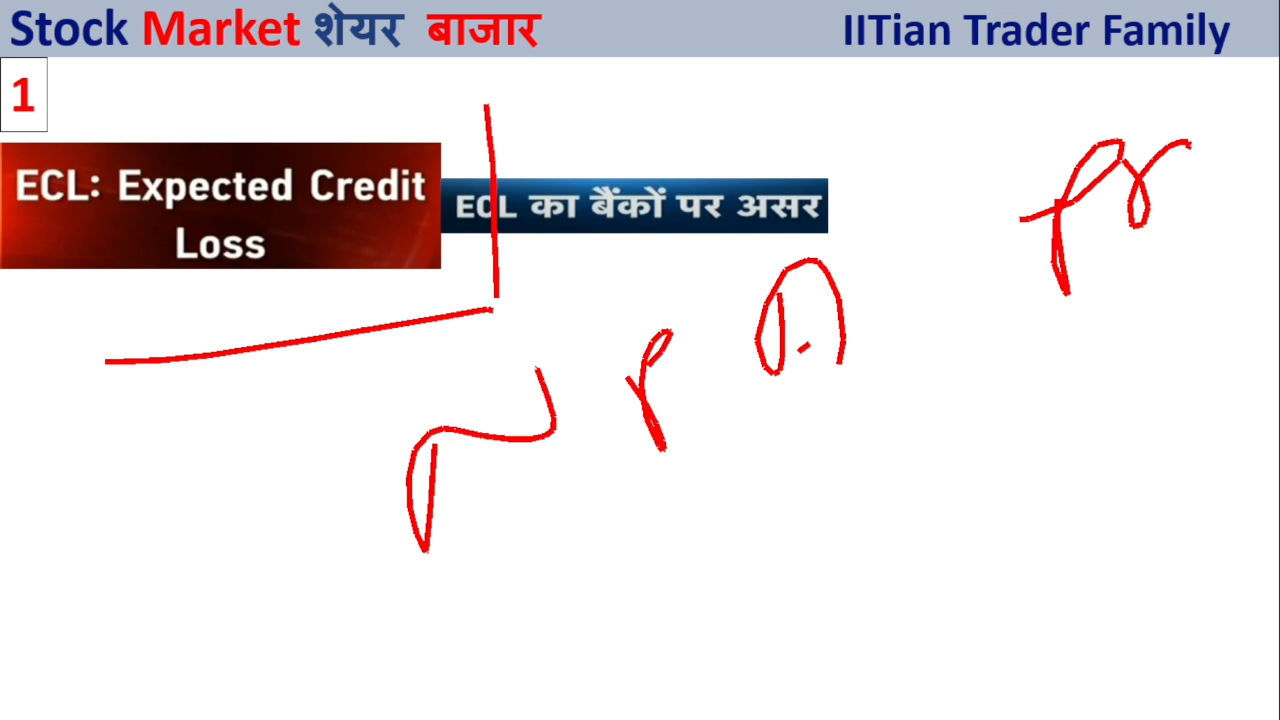 Stock Market शेयर बाजार IITian Trader Family
1
ECL: Expected Credit Loss
ECL का बैंकों पर असर